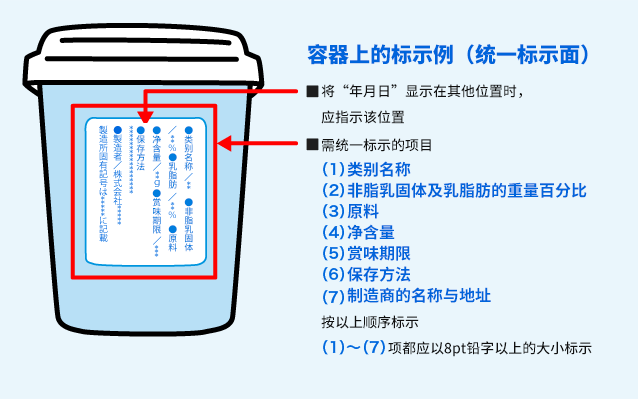 容器上的标示例（统一标示面）
■将“年月日”显示在其他位置时，
应指示该位置
■需统一标示的项目
（1）类别名称
（2）非脂乳固体及乳脂肪的重量百分比
（3）原料
（4）净含量
（5）赏味期限
（6）保存方法
（7）制造商的名称与地址
按以上顺序标示
（1）～（7）项都应以8pt铅字以上的大小标示
●类别名称／** ●非脂乳固体
／**%●乳脂肪／**% ●原料
●净含量／**g●赏味期限／***
●保存方法
****************
●製造者／株式会社*****
製造所固有記号は*****に記載